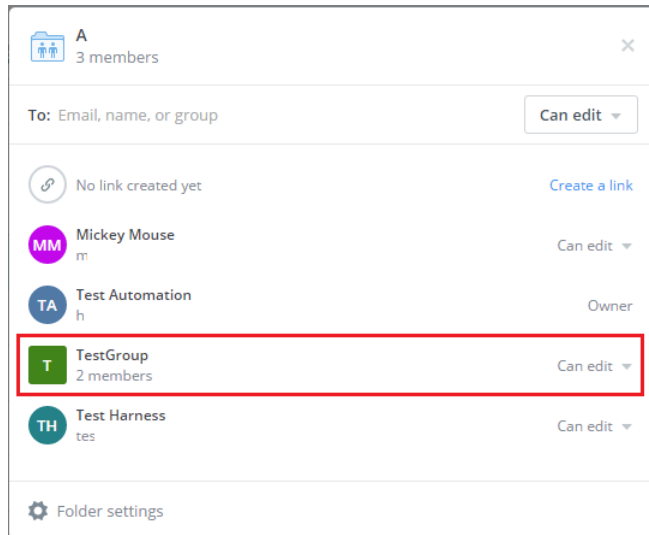 A
3 members
To: Email, name, or group
Can edit
No link created yet
Create a link
MM
Mickey Mouse
m
Can edit
TA
Test Automation
h
Owner
T
TestGroup
2 members
Can edit
TH
Test Harness
tes
Can edit
Folder settings